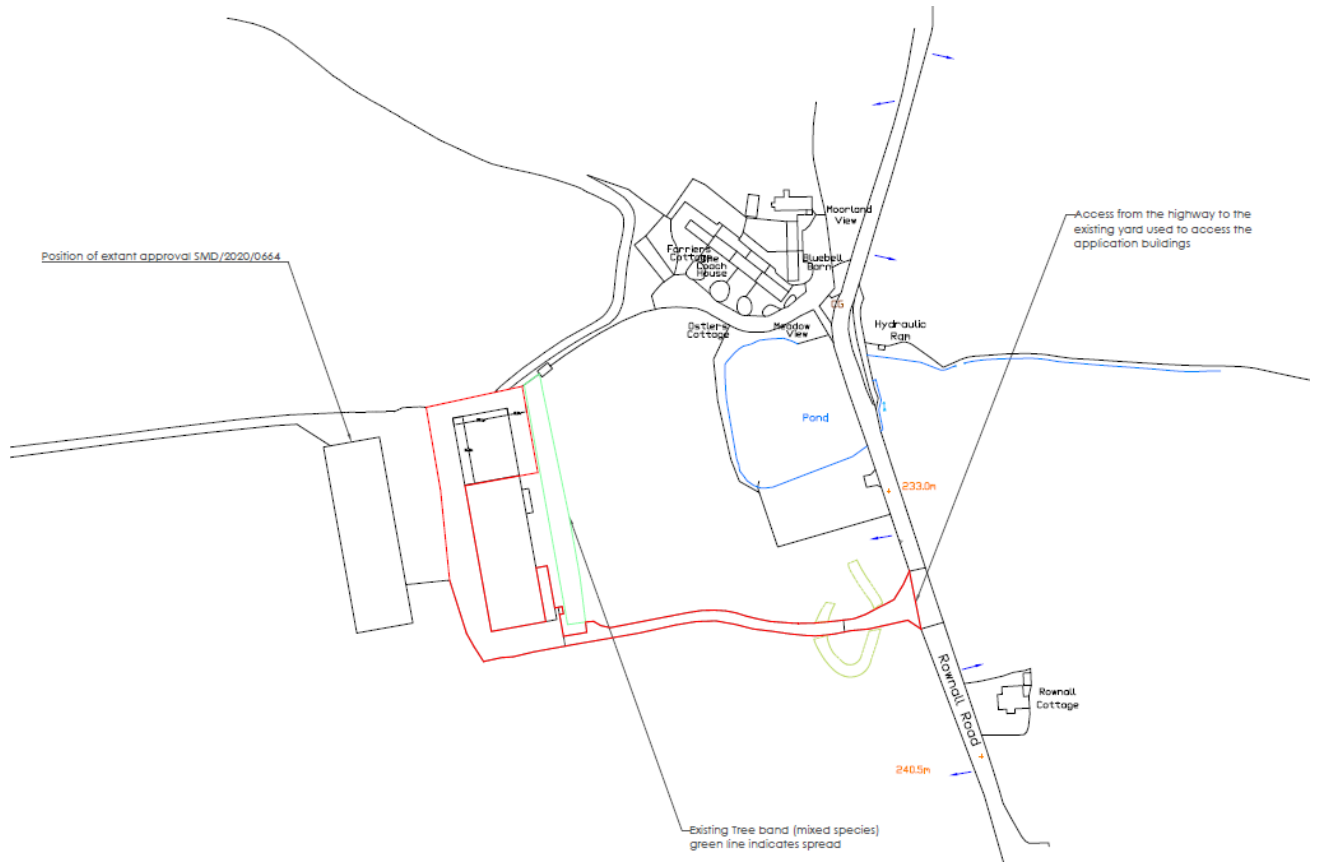 Moorland
View
Access from the highway to the
existing yard used to access the
application buildings
Position of extant approval SMD/2020/0664
Farriers
Cottage
The
Coach
House
Bluebell
Barn
CG
Ostlers
Cottage
Meadow
View
Hydraulic
Ram
Pond
233.0m
Rownall Road
Rownall
Cottage
240.5m
Existing Tree band (mixed species)
green line indicates spread